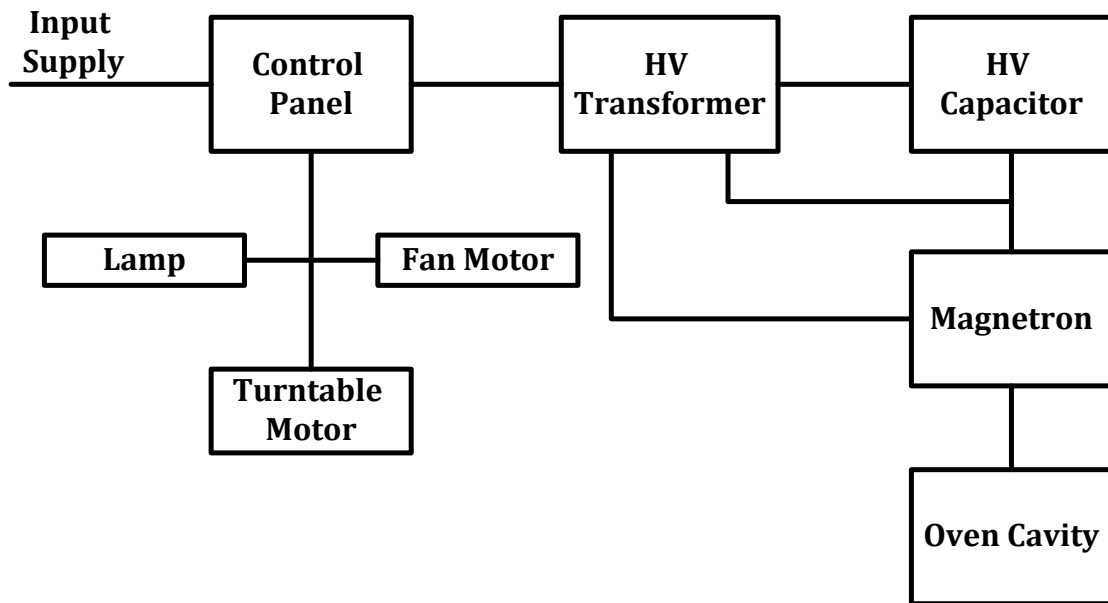 Input
Supply
Control
Panel
HV
Transformer
HV
Capacitor
Lamp
Fan Motor
Magnetron
Turntable
Motor
Oven Cavity